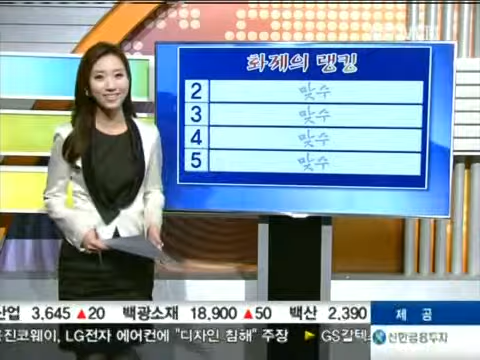 화제의 랭킹
2 맞수
3 맞수
4 맞수
5 맞수
산업 3,645 ▲20 백광소재 18,900 ▲50 백산 2,390
제 공
진코웨이, LG전자 에어컨에 "디자인 침해" 주장 ▶ GS칼텍
신한금융투자